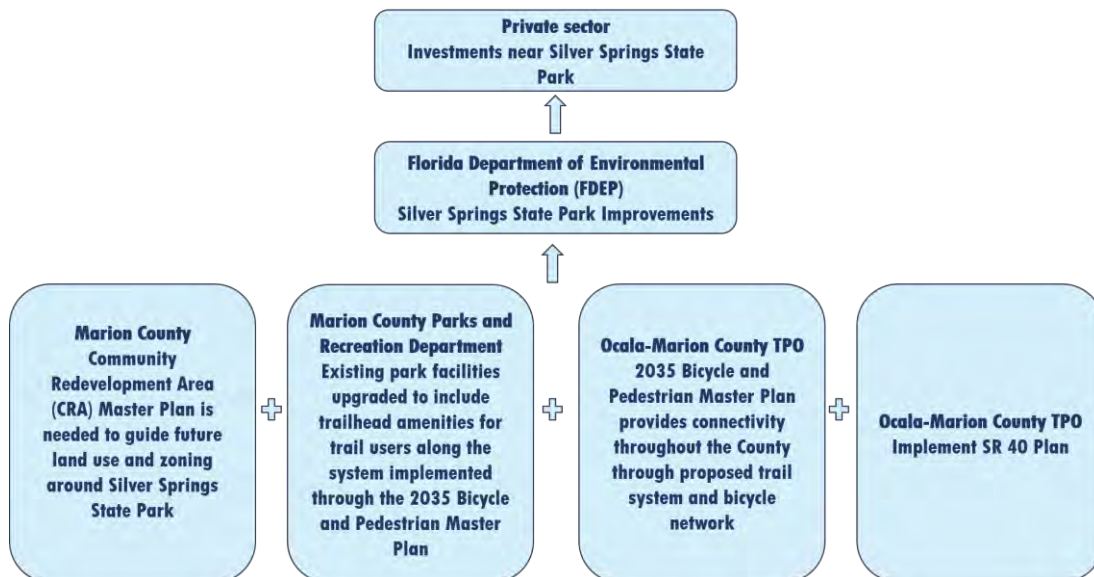 Private sector
Investments near Silver Springs State
Park
Florida Department of Environmental
Protection (FDEP)
Silver Springs State Park Improvements
Marion County
Community
Redevelopment Area
(CRA) Master Plan is
needed to guide future
land use and zoning
around Silver Springs
State Park
Marion County Parks and
Recreation Department
Existing park facilities
upgraded to include
trailhead amenities for
trail users along the
system implemented
through the 2035 Bicycle
and Pedestrian Master
Plan
Ocala-Marion County TPO
2035 Bicycle and
Pedestrian Master Plan
provides connectivity
throughout the County
through proposed trail
system and bicycle
network
Ocala-Marion County TPO
Implement SR 40 Plan